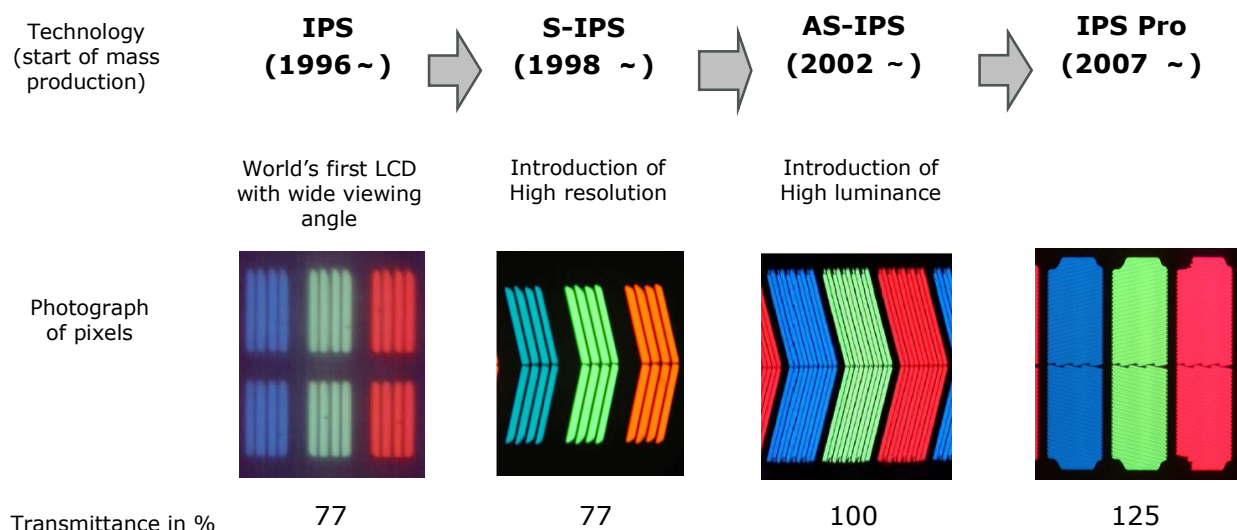 Technology
(start of mass
production)
IPS
(1996 ~)
S-IPS
(1998 ~)
AS-IPS
(2002 ~)
IPS Pro
(2007 ~)
World's first LCD
with wide viewing
angle
Introduction of
High resolution
Introduction of
High luminance
Photograph
of pixels
Transmittance in %
77
77
100
125